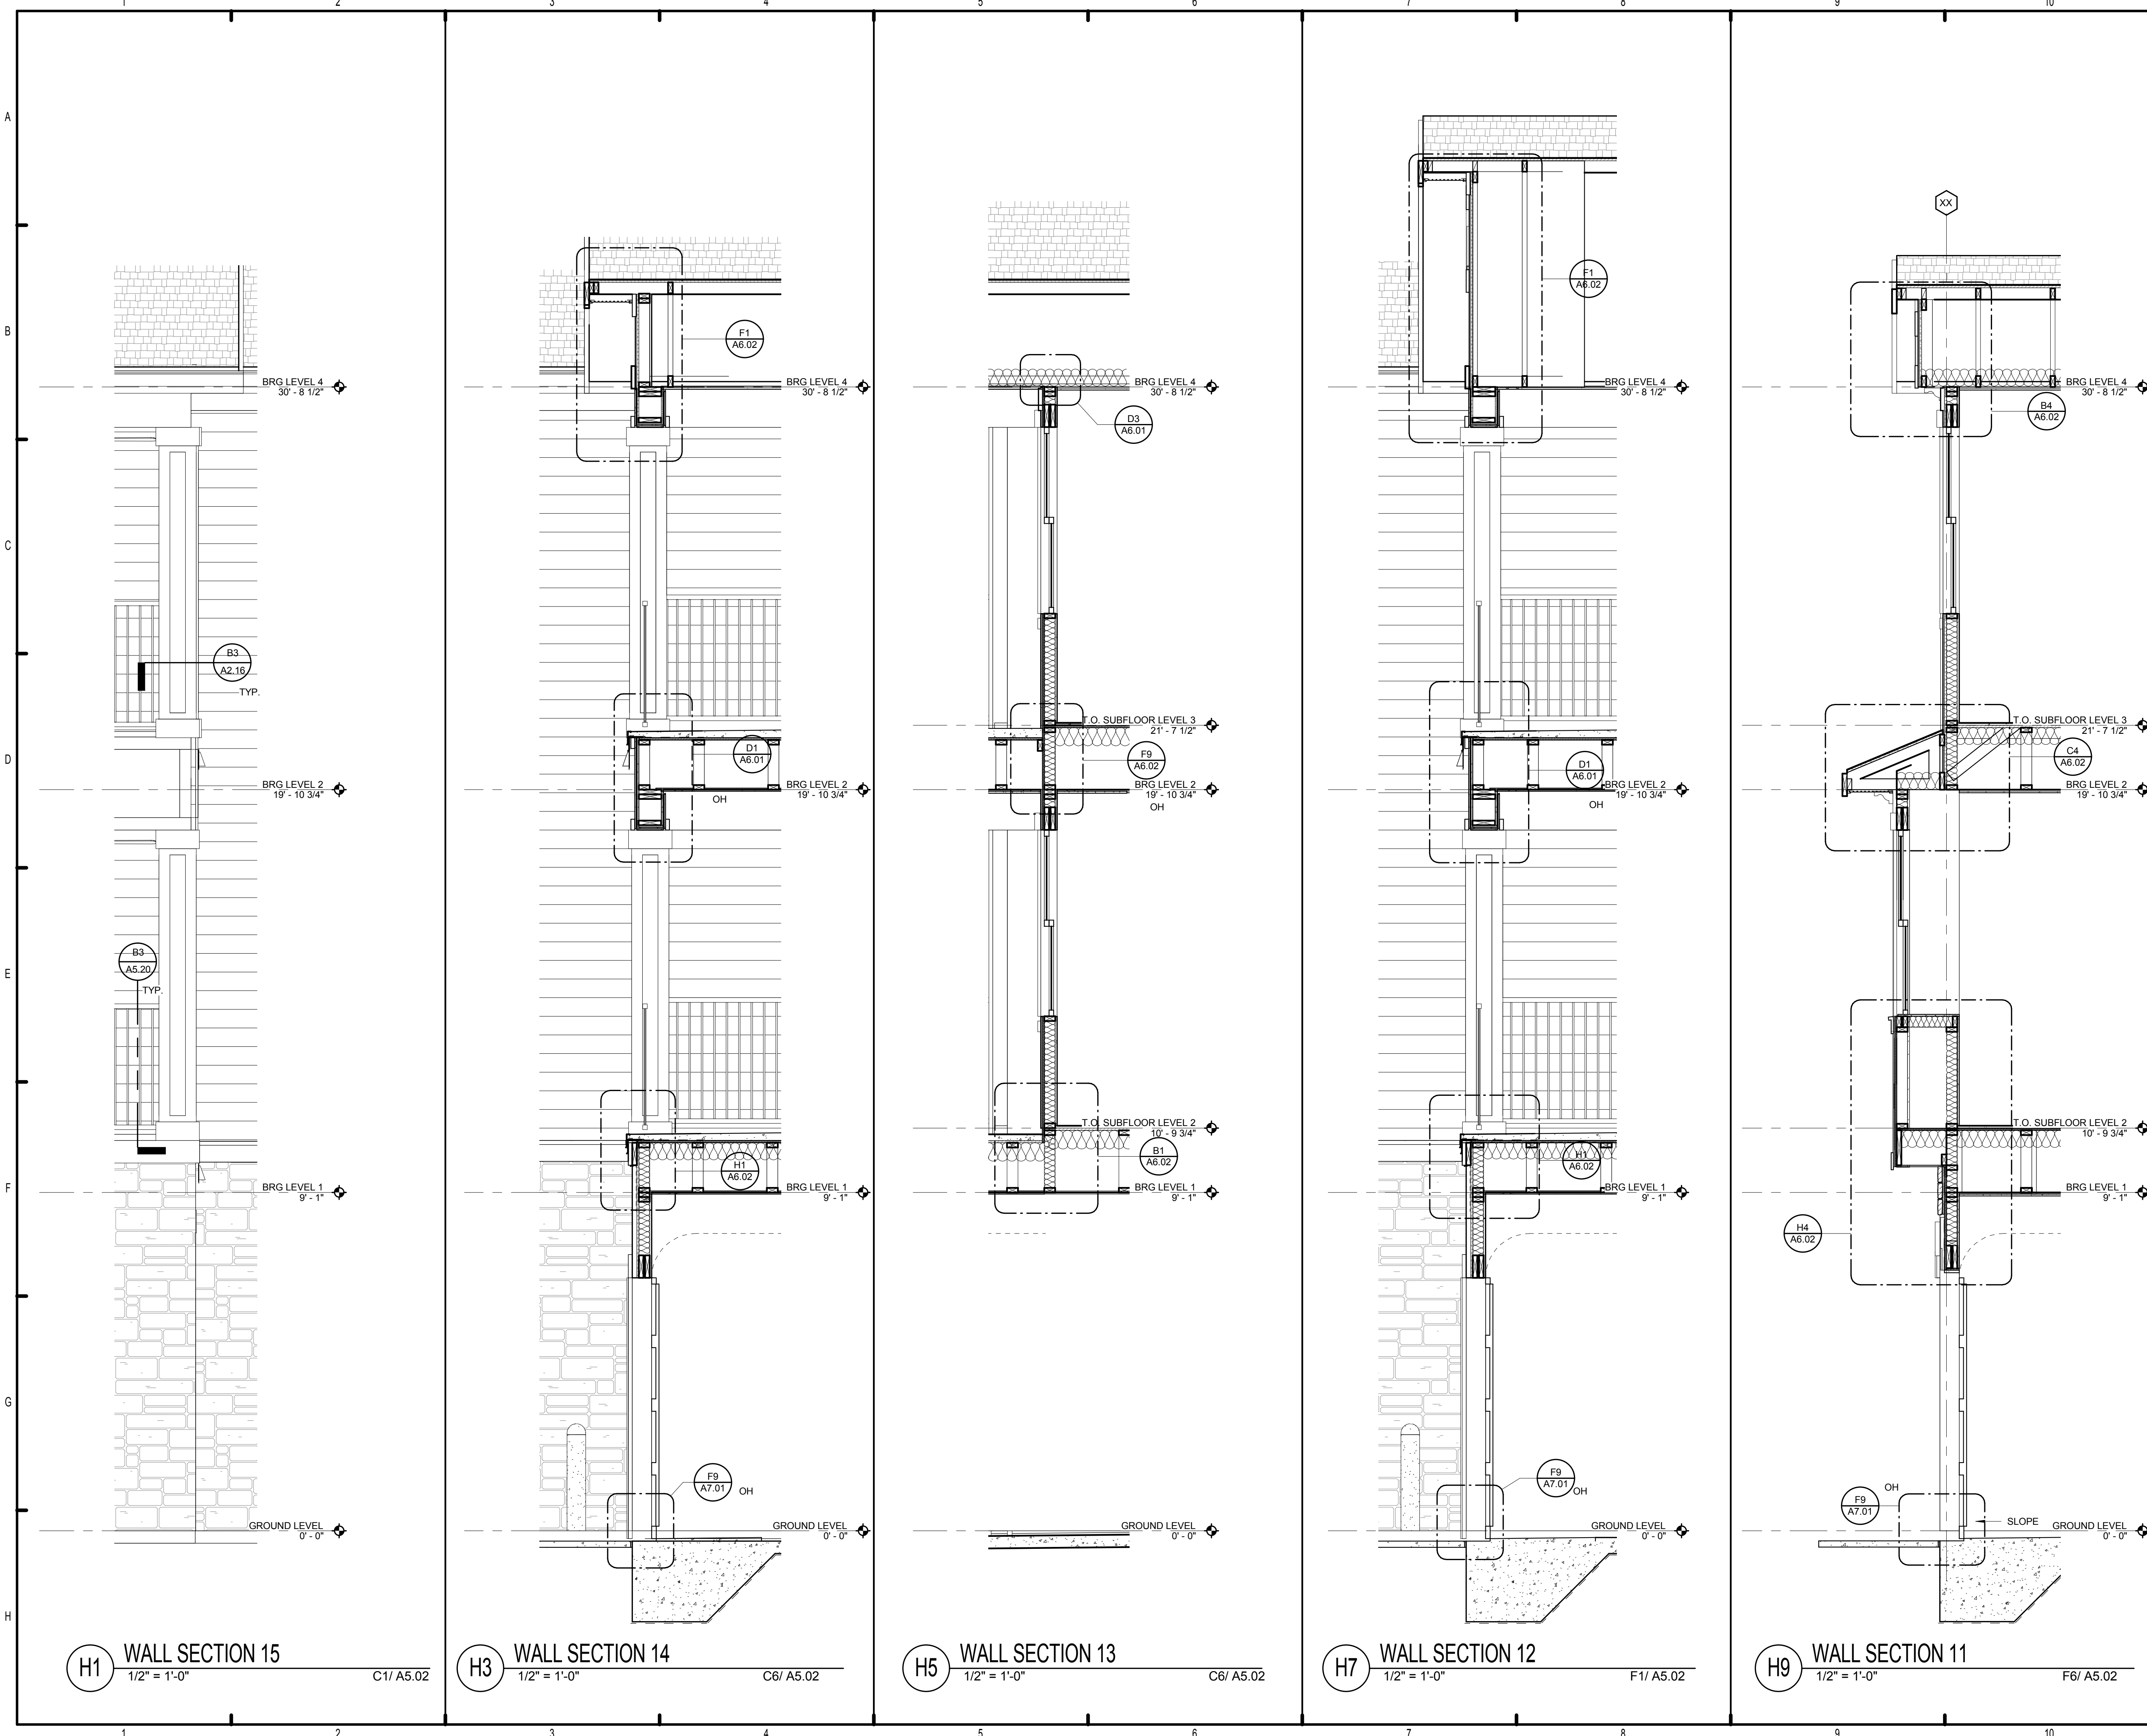 1 2 3 4 5 6 7 8 9 10
A
B
C
D
E
F
G
H
BRG LEVEL 4
30' - 8 1/2"
B3
A2.16
TYP.
BRG LEVEL 2
19' - 10 3/4"
B3
A5.20
TYP.
BRG LEVEL 1
9' - 1"
GROUND LEVEL
0' - 0"
H1
WALL SECTION 15
1/2" = 1'-0"
C1/ A5.02
F1
A6.02
BRG LEVEL 4
30' - 8 1/2"
D1
A6.01
BRG LEVEL 2
19' - 10 3/4"
OH
H1
A6.02
BRG LEVEL 1
9' - 1"
F9
A7.01
OH
GROUND LEVEL
0' - 0"
H3
WALL SECTION 14
1/2" = 1'-0"
C6/ A5.02
BRG LEVEL 4
30' - 8 1/2"
D3
A6.01
T.O. SUBFLOOR LEVEL 3
21' - 7 1/2"
F9
A6.02
BRG LEVEL 2
19' - 10 3/4"
OH
T.O. SUBFLOOR LEVEL 2
10' - 9 3/4"
B1
A6.02
BRG LEVEL 1
9' - 1"
GROUND LEVEL
0' - 0"
H5
WALL SECTION 13
1/2" = 1'-0"
C6/ A5.02
F1
A6.02
BRG LEVEL 4
30' - 8 1/2"
D1
A6.01
BRG LEVEL 2
19' - 10 3/4"
OH
H1
A6.02
BRG LEVEL 1
9' - 1"
F9
A7.01
OH
GROUND LEVEL
0' - 0"
H7
WALL SECTION 12
1/2" = 1'-0"
F1/ A5.02
XX
BRG LEVEL 4
30' - 8 1/2"
B4
A6.02
T.O. SUBFLOOR LEVEL 3
21' - 7 1/2"
C4
A6.02
BRG LEVEL 2
19' - 10 3/4"
T.O. SUBFLOOR LEVEL 2
10' - 9 3/4"
BRG LEVEL 1
9' - 1"
H4
A6.02
OH
F9
A7.01
SLOPE
GROUND LEVEL
0' - 0"
H9
WALL SECTION 11
1/2" = 1'-0"
F6/ A5.02
1 2 3 4 5 6 7 8 9 10